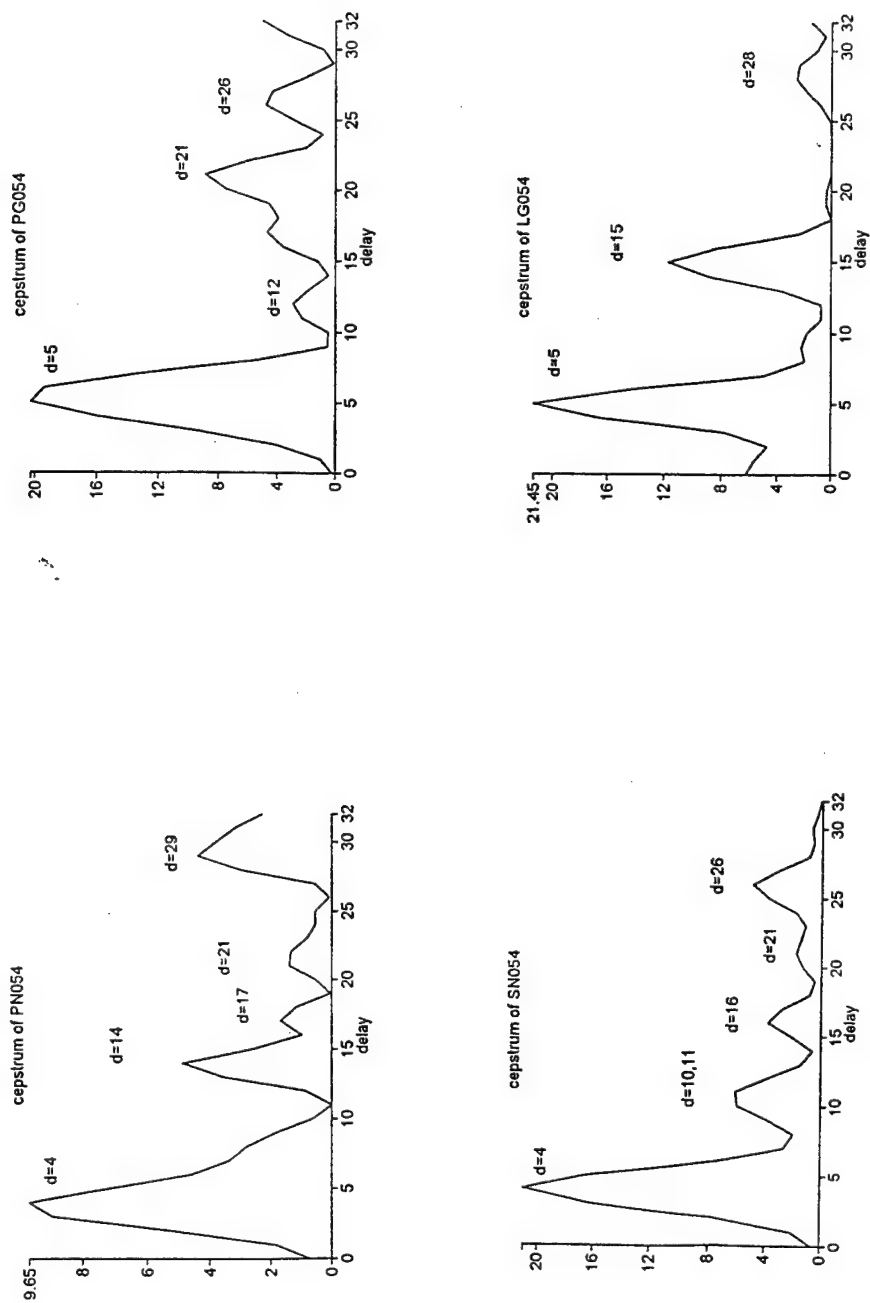 cepstrum of PN054
9.65
8
6
4
2
0
d=4
d=14
d=17
d=21
d=29
0 5 10 15 20 25 30 32
delay
cepstrum of PG054
20
16
12
8
4
0
d=5
d=12
d=21
d=26
0 5 10 15 20 25 30 32
delay
cepstrum of SN054
20
16
12
8
4
0
d=4
d=10,11
d=16
d=21
d=26
0 5 10 15 20 25 30 32
delay
cepstrum of LG054
21.45
20
16
12
8
4
0
d=5
d=15
d=28
0 5 10 15 20 25 30 32
delay